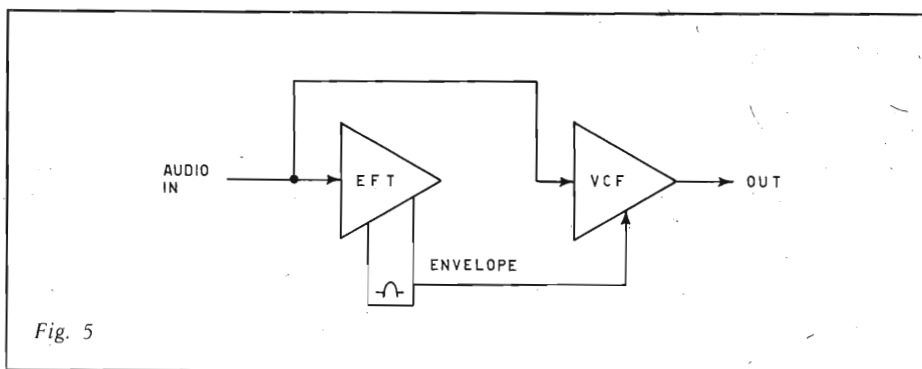 AUDIO
IN
EFT
VCF
OUT
ENVELOPE
Fig. 5